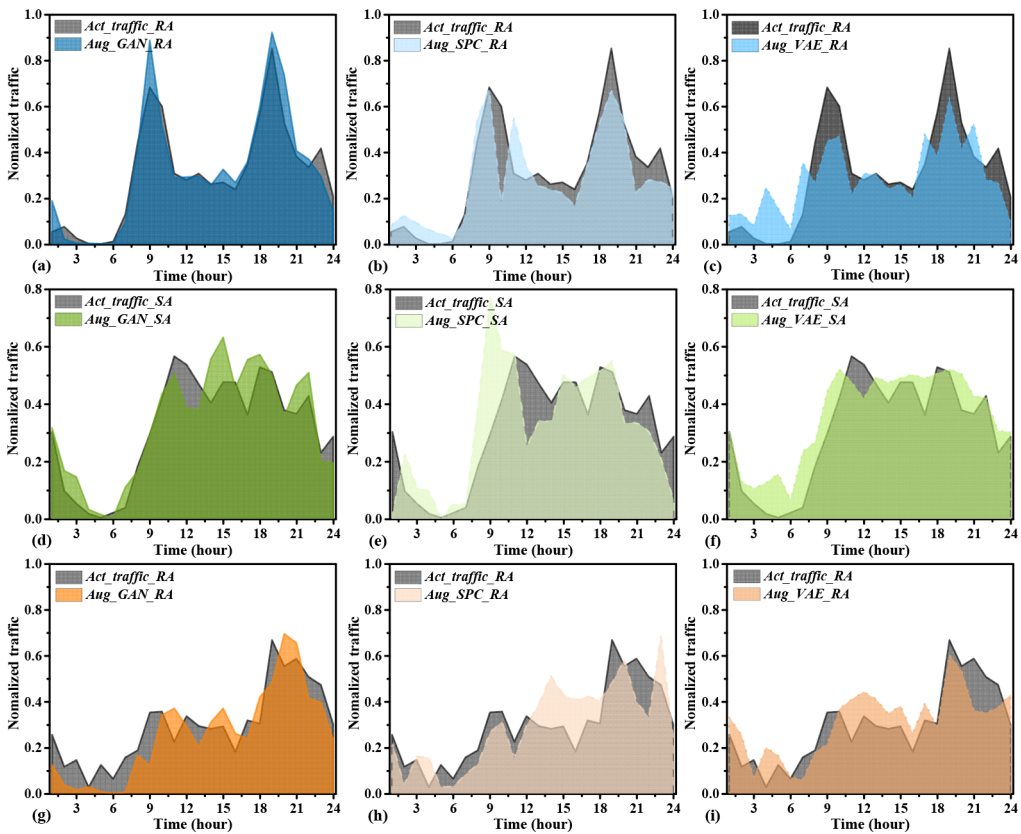 1.0
0.8
0.6
0.4
0.2
0.0
Nomalized traffic
Act_traffic_RA
Aug_GAN_RA
3 6 9 12 15 18 21 24
Time (hour)
(a)
1.0
0.8
0.6
0.4
0.2
0.0
Nomalized traffic
Act_traffic_RA
Aug_SPC_RA
3 6 9 12 15 18 21 24
Time (hour)
(b)
1.0
0.8
0.6
0.4
0.2
0.0
Nomalized traffic
Act_traffic_RA
Aug_VAE_RA
3 6 9 12 15 18 21 24
Time (hour)
(c)
0.8
0.6
0.4
0.2
0.0
Nomalized traffic
Act_traffic_SA
Aug_GAN_SA
3 6 9 12 15 18 21 24
Time (hour)
(d)
0.8
0.6
0.4
0.2
0.0
Nomalized traffic
Act_traffic_SA
Aug_SPC_SA
3 6 9 12 15 18 21 24
Time (hour)
(e)
0.8
0.6
0.4
0.2
0.0
Nomalized traffic
Act_traffic_SA
Aug_VAE_SA
3 6 9 12 15 18 21 24
Time (hour)
(f)
1.0
0.8
0.6
0.4
0.2
0.0
Nomalized traffic
Act_traffic_RA
Aug_GAN_RA
3 6 9 12 15 18 21 24
Time (hour)
(g)
1.0
0.8
0.6
0.4
0.2
0.0
Nomalized traffic
Act_traffic_RA
Aug_SPC_RA
3 6 9 12 15 18 21 24
Time (hour)
(h)
1.0
0.8
0.6
0.4
0.2
0.0
Nomalized traffic
Act_traffic_RA
Aug_VAE_RA
3 6 9 12 15 18 21 24
Time (hour)
(i)